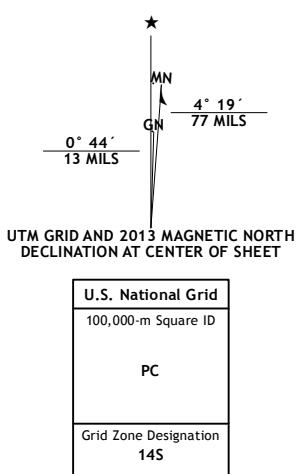 ★
MN
GN
4° 19´
77 MILS
0° 44´
13 MILS
UTM GRID AND 2013 MAGNETIC NORTH
DECLINATION AT CENTER OF SHEET
U.S. National Grid
100,000-m Square ID
PC
Grid Zone Designation
14S